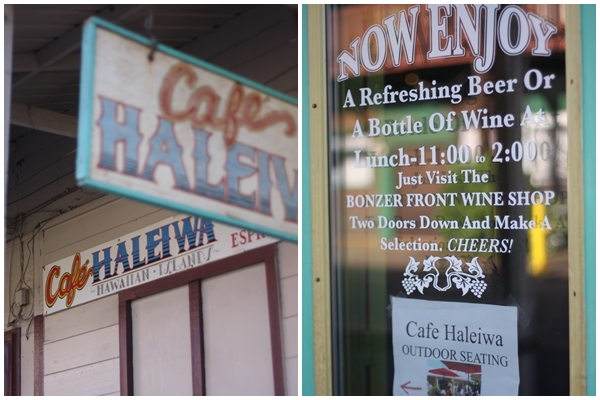 Cafe
HALEIW
Cafe HALEIWA
~HAWAIIAN·ISLANDS~
ESPR
NOW ENJOY
A Refreshing Beer Or
A Bottle Of Wine At
Lunch-11:00 to 2:00
Just Visit The
BONZER FRONT WINE SHOP
Two Doors Down And Make A
Selection. CHEERS!
Cafe Haleiwa
OUTDOOR SEATING